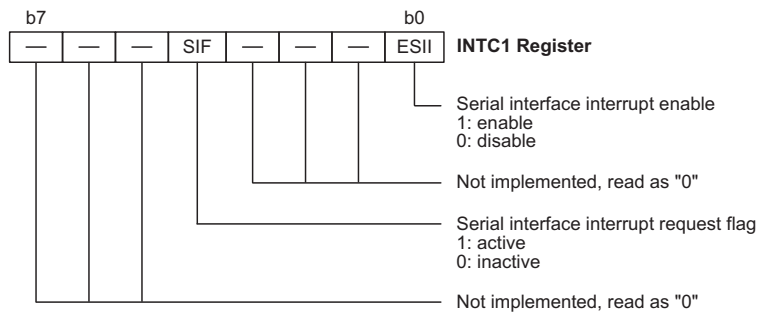 b7 b0
— — — SIF — — — ESII INTC1 Register
Serial interface interrupt enable
1: enable
0: disable
Not implemented, read as "0"
Serial interface interrupt request flag
1: active
0: inactive
Not implemented, read as "0"